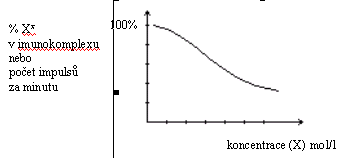 % X*
v imunokomplexu
nebo
počet impulsů
za minutu
100%
koncentrace (X) mol/l